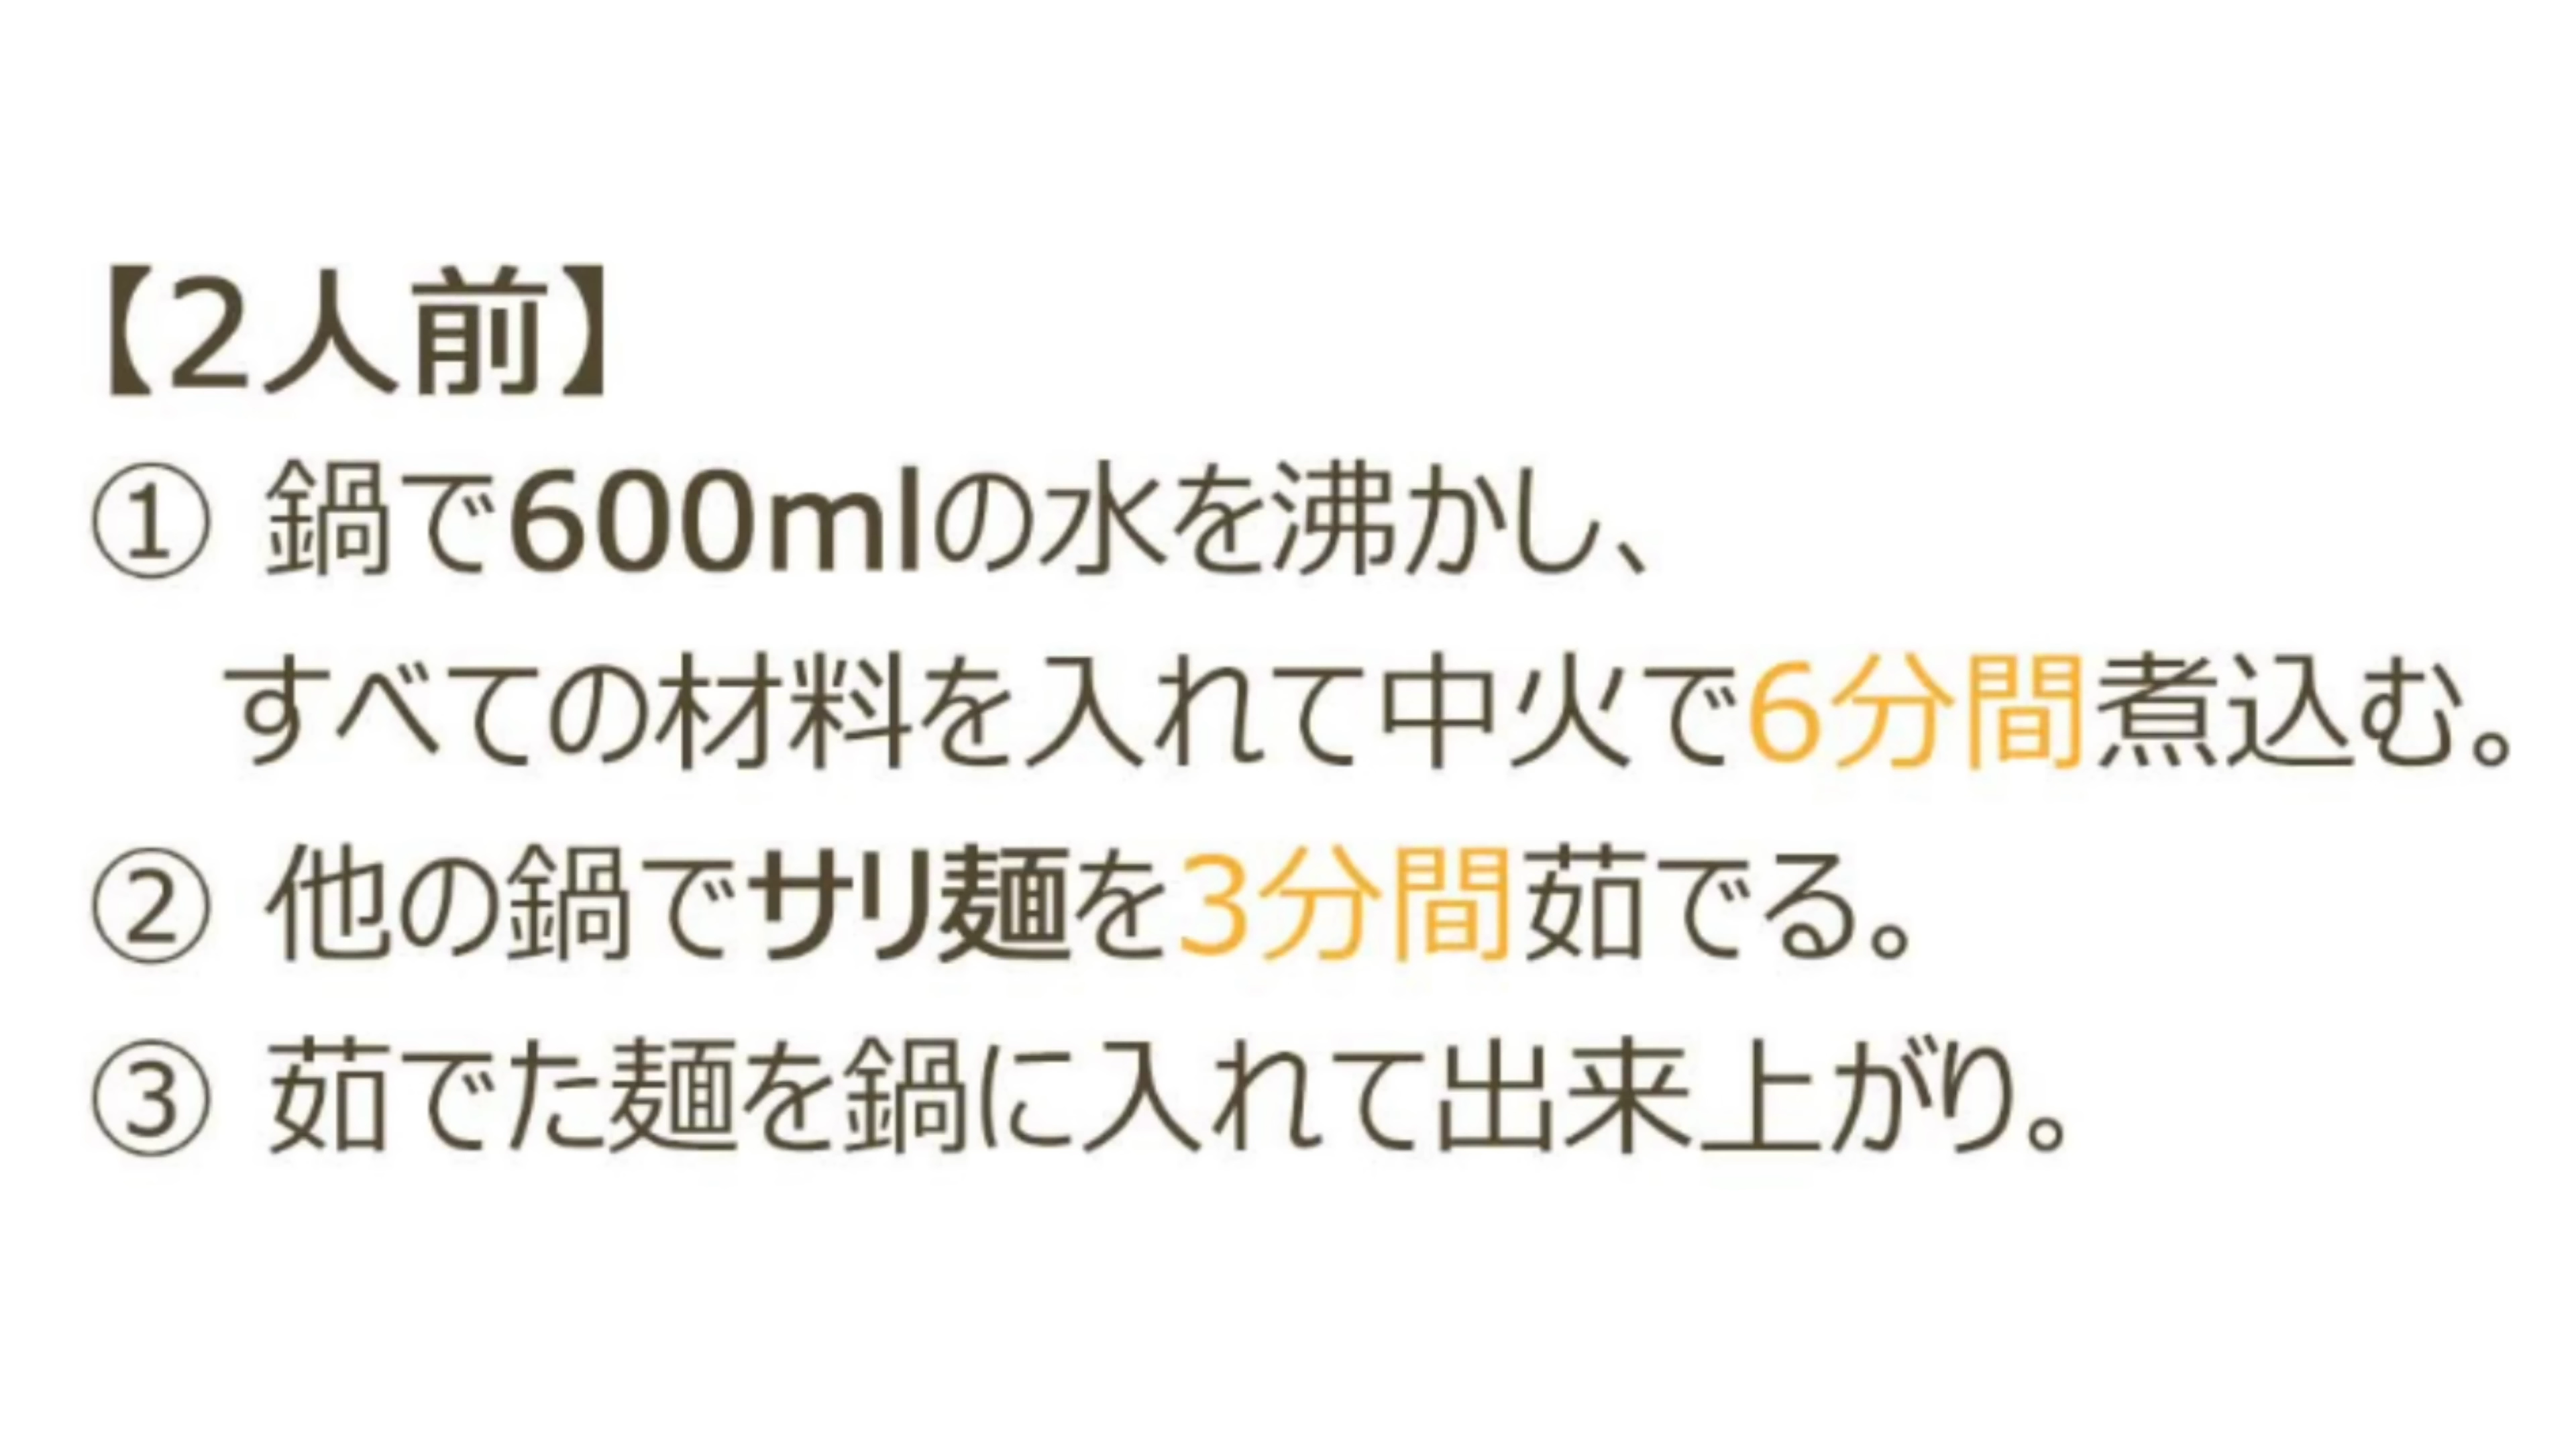 【2人前】
① 鍋で600mlの水を沸かし、
すべての材料を入れて中火で6分間煮込む。
② 他の鍋でサリ麺を3分間茹でる。
③ 茹でた麺を鍋に入れて出来上がり。